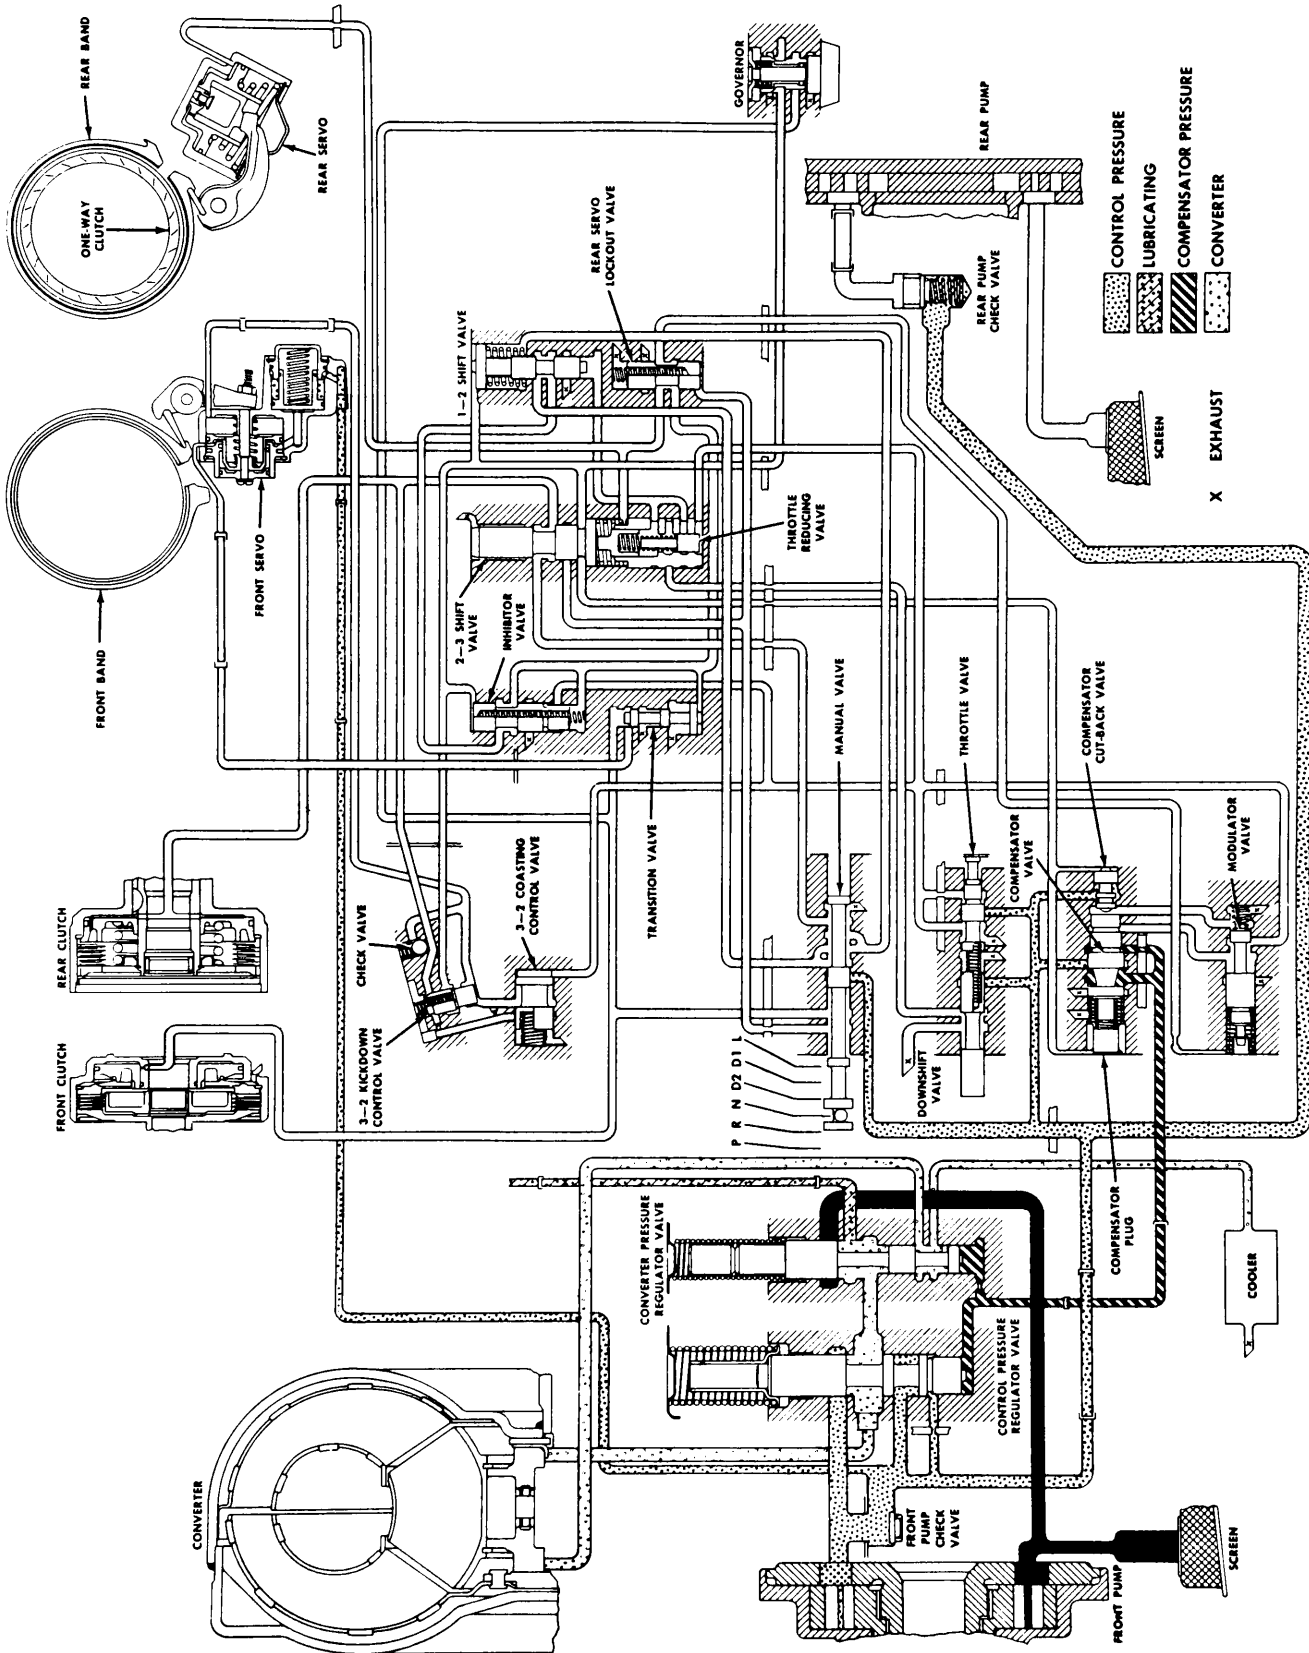 CONVERTER
FRONT CLUTCH
REAR CLUTCH
FRONT BAND
FRONT SERVO
ONE-WAY
CLUTCH
REAR BAND
REAR SERVO
CHECK VALVE
3—2 KICKDOWN
CONTROL VALVE
3—2 COASTING
CONTROL VALVE
2—3 SHIFT
VALVE
INHIBITOR
VALVE
1—2 SHIFT VALVE
REAR SERVO
LOCKOUT VALVE
TRANSITION VALVE
THROTTLE
REDUCING
VALVE
GOVERNOR
CONVERTER PRESSURE
REGULATOR VALVE
P R N D2 D1 L
MANUAL VALVE
DOWNSHIFT
VALVE
THROTTLE VALVE
FRONT
PUMP
CHECK
VALVE
CONTROL PRESSURE
REGULATOR VALVE
COMPENSATOR
VALVE
COMPENSATOR
CUT-BACK VALVE
COMPENSATOR
PLUG
MODULATOR
VALVE
REAR PUMP
CHECK VALVE
REAR PUMP
FRONT PUMP
SCREEN
COOLER
SCREEN
X EXHAUST
CONTROL PRESSURE
LUBRICATING
COMPENSATOR PRESSURE
CONVERTER